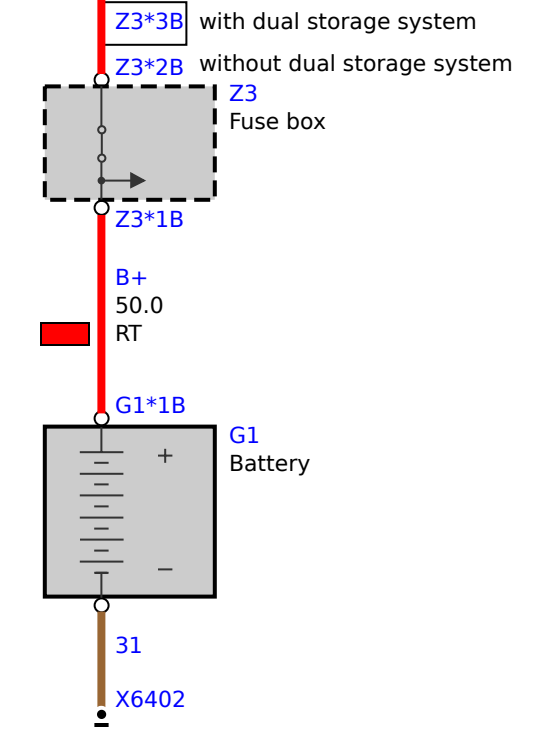 Z3*3B with dual storage system
Z3*2B without dual storage system
Z3
Fuse box
Z3*1B
B+
50.0
RT
G1*1B
G1
Battery
+
−
31
X6402